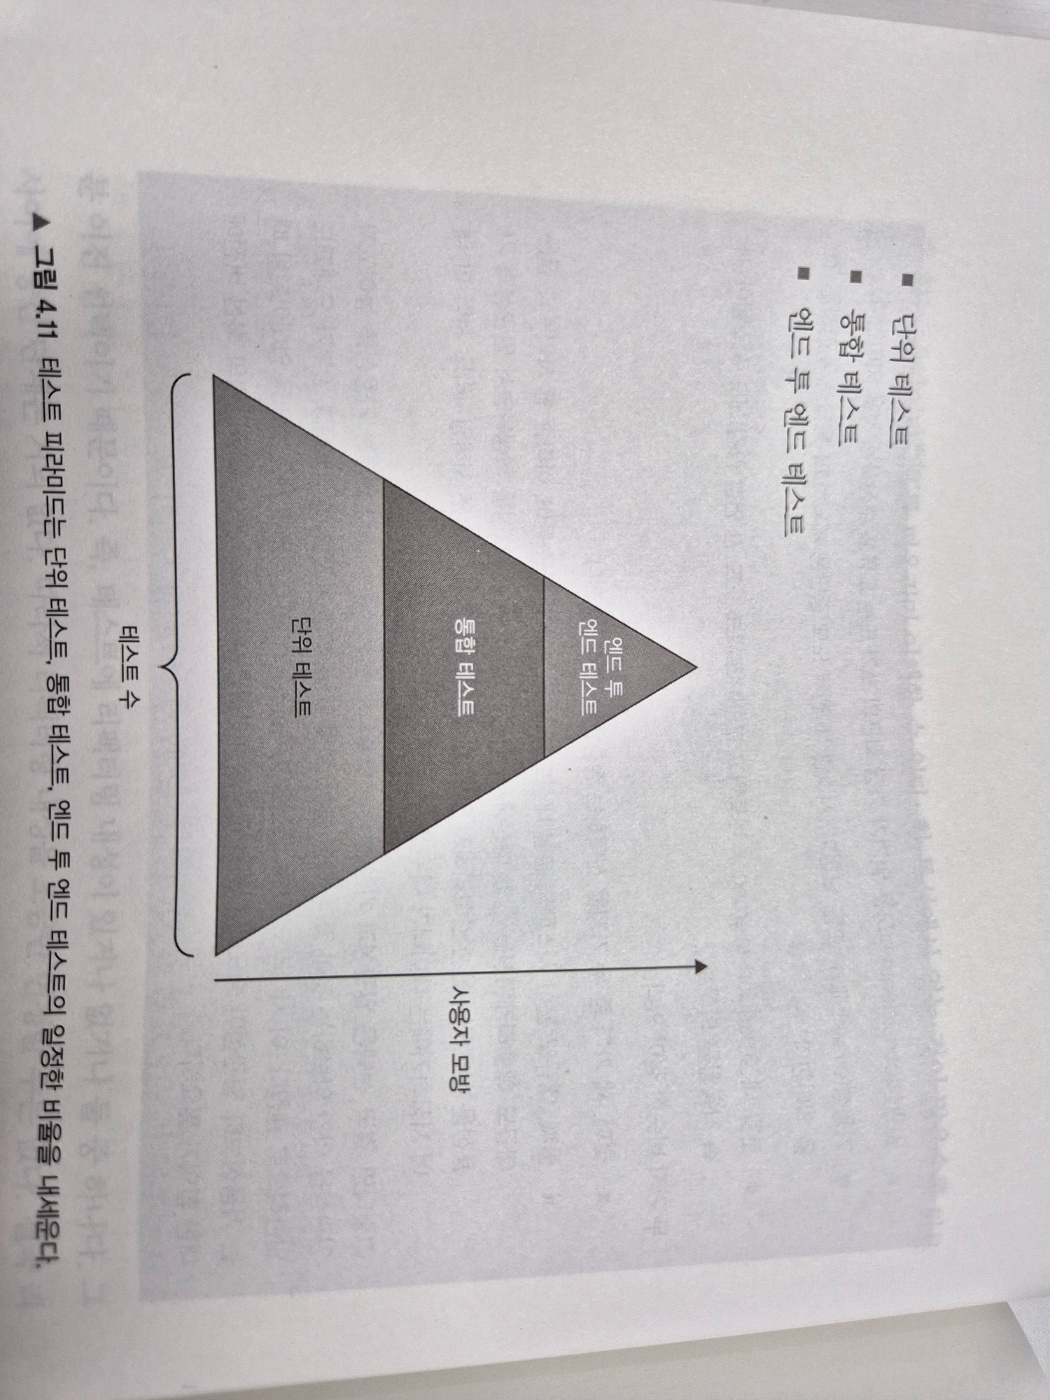 ■ 단위 테스트
■ 통합 테스트
■ 엔드 투 엔드 테스트
엔드 투
엔드 테스트
통합 테스트
사용자 모방
단위 테스트
테스트 수
▲ 그림 4.11 테스트 피라미드는 단위 테스트, 통합 테스트, 엔드 투 엔드 테스트의 일정한 비율을 내세운다.